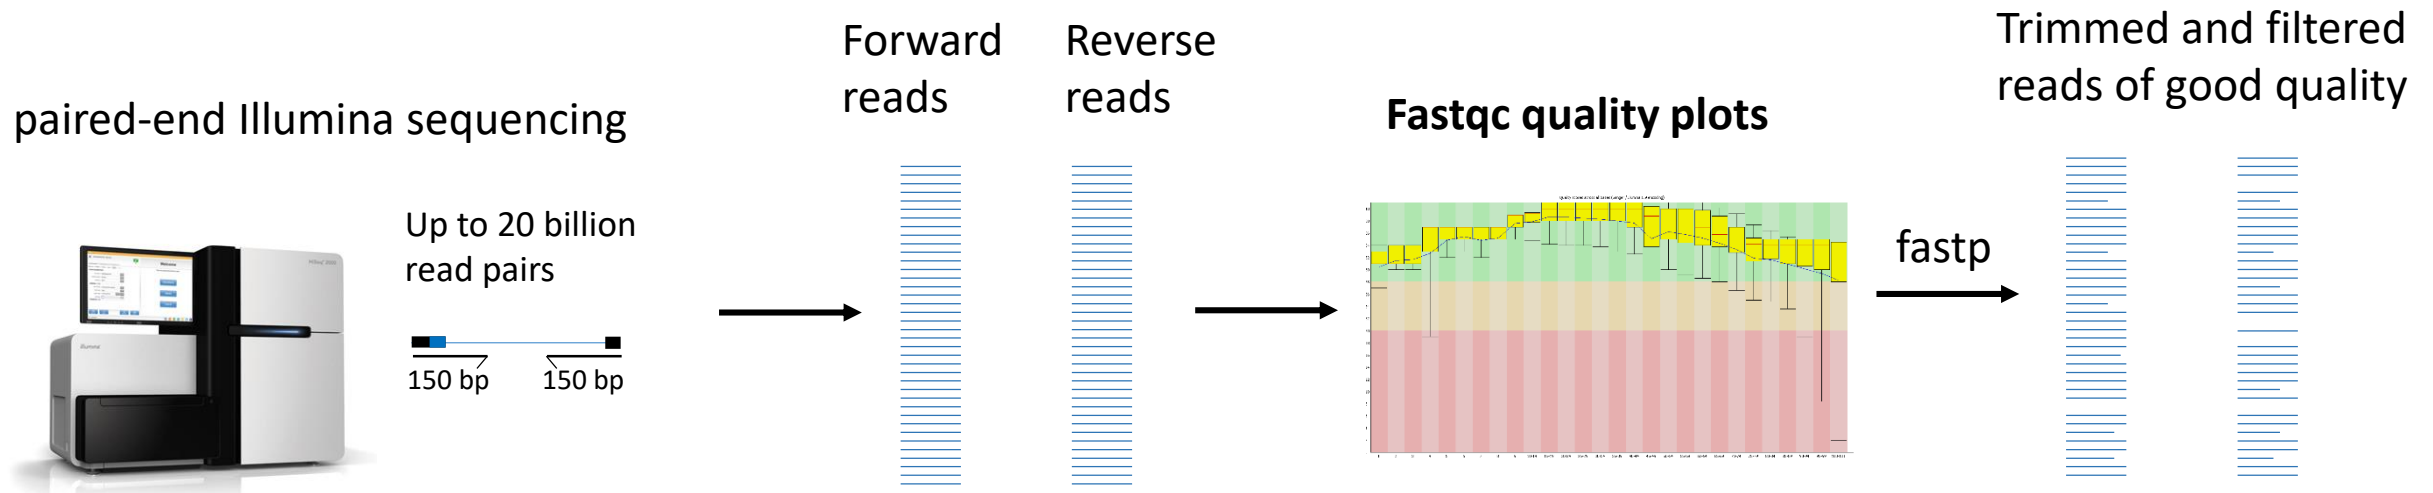 paired-end Illumina sequencing
Up to 20 billion
read pairs
150 bp
150 bp
Forward
reads
Reverse
reads
Fastqc quality plots
fastp
Trimmed and filtered
reads of good quality